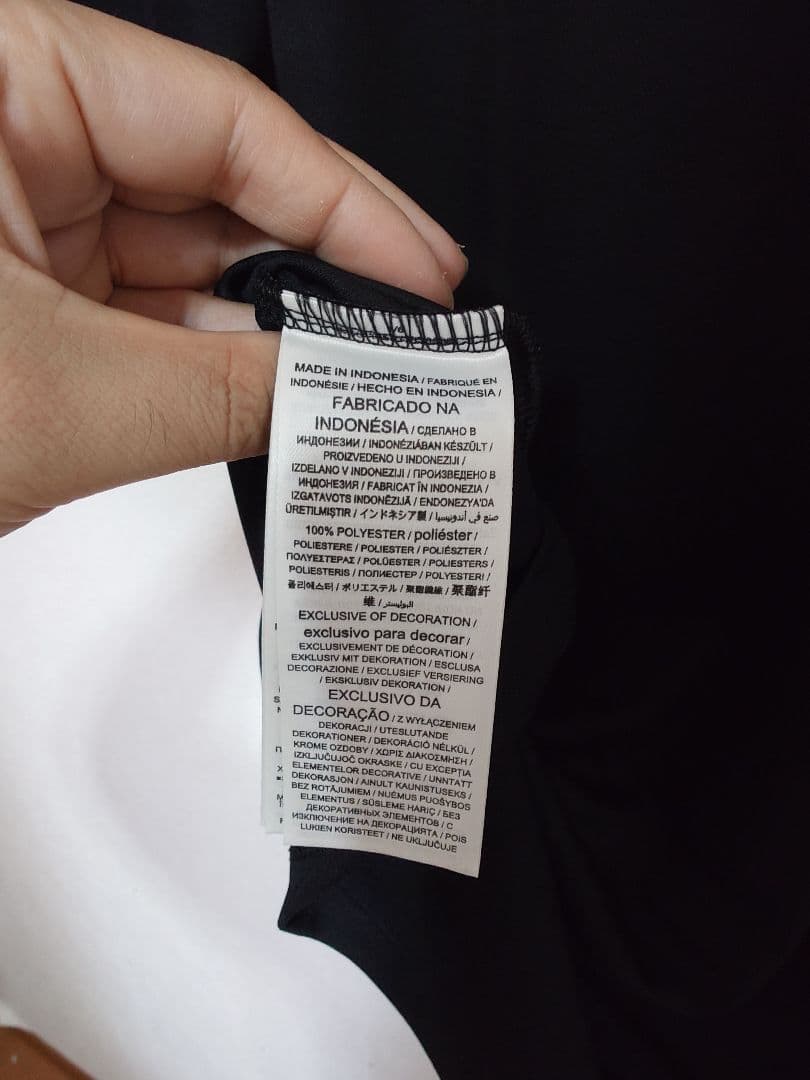 MADE IN INDONESIA / FABRIQUÉ EN
INDONÉSIE / HECHO EN INDONESIA /
FABRICADO NA
INDONÉSIA / СДЕЛАНО В
ИНДОНЕЗИИ / INDONÉZIÁBAN KÉSZÜLT /
PROIZVEDENO U INDONEZIJI /
IZDELANO V INDONEZIJI / ПРОИЗВЕДЕНО В
ИНДОНЕЗИЯ / FABRICAT ÎN INDONEZIA /
IZGATAVOTS INDONĒZIJĀ / ENDONEZYA'DA
ÜRETILMIŞTIR / インドネシア製 / صنع في أندونيسيا
100% POLYESTER / poliéster /
POLIESTERE / POLIESTER / POLIÉSZTER /
ΠΟΛΥΕΣΤΕΡΑΣ / POLÜESTER / POLIESTERS /
POLIESTERIS / ПОЛИЕСТЕР / POLYESTERI /
폴리에스터 / ポリエステル / 聚酯纖維 / 聚酯纤
维 / البوليستر /
EXCLUSIVE OF DECORATION /
exclusivo para decorar /
EXCLUSIVEMENT DE DÉCORATION /
EXKLUSIV MIT DEKORATION / ESCLUSA
DECORAZIONE / EXCLUSIEF VERSIERING
/ EKSKLUSIV DEKORATION /
EXCLUSIVO DA
DECORAÇÃO / Z WYŁĄCZENIEM
DEKORACJI / UTESLUTANDE
DEKORATIONER / DEKORÁCIÓ NÉLKÜL /
KROME OZDOBY / ΧΩΡΙΣ ΔΙΑΚΟΣΜΗΣΗ /
IZKLJUČUJOČ OKRASKE / CU EXCEPȚIA
ELEMENTELOR DECORATIVE / UNNTATT
DEKORASJON / AINULT KAUNISTUSEKS /
BEZ ROTĀJUMIEM / NUĖMUS PUOŠYBOS
ELEMENTUS / SÜSLEME HARIÇ / БЕЗ
ДЕКОРАТИВНЫХ ЭЛЕМЕНТОВ / С
ИЗКЛЮЧЕНИЕ НА ДЕКОРАЦИЯТА / POIS
LUKIEN KORISTEET / NE UKLJUČUJE